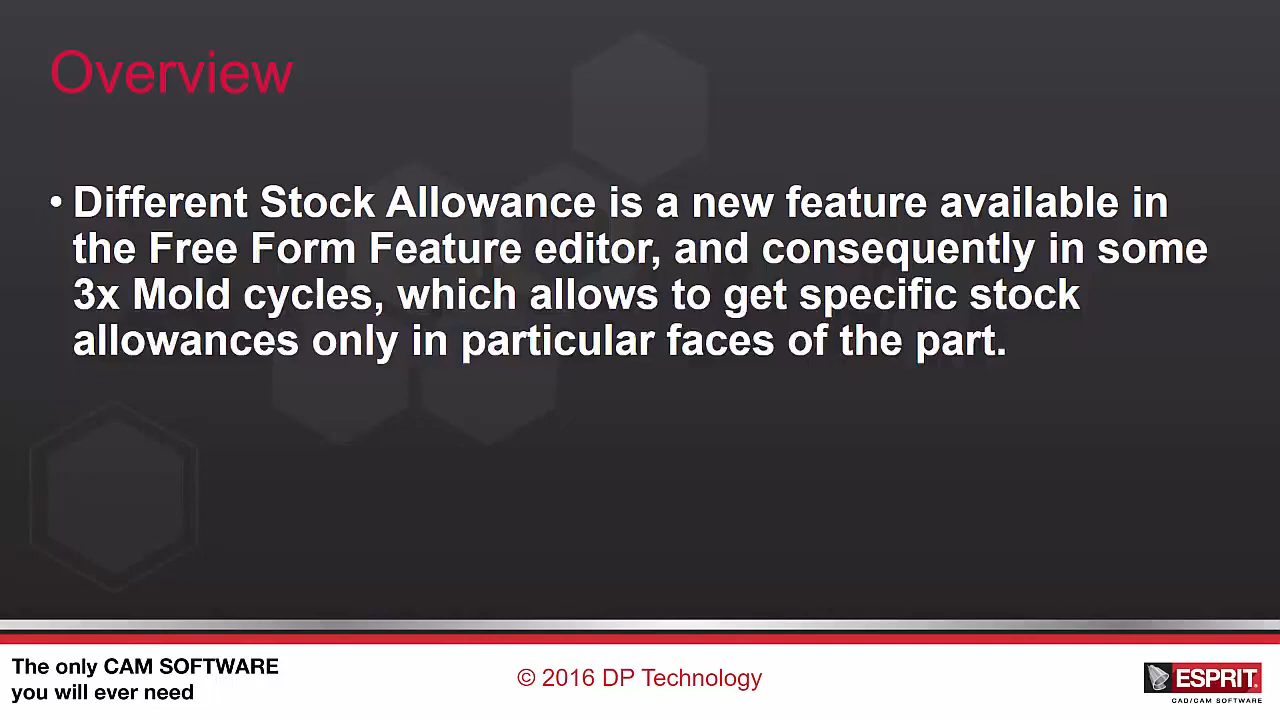 Overview
• Different Stock Allowance is a new feature available in
the Free Form Feature editor, and consequently in some
3x Mold cycles, which allows to get specific stock
allowances only in particular faces of the part.
The only CAM SOFTWARE
you will ever need
© 2016 DP Technology
ESPRIT
CAD/CAM SOFTWARE